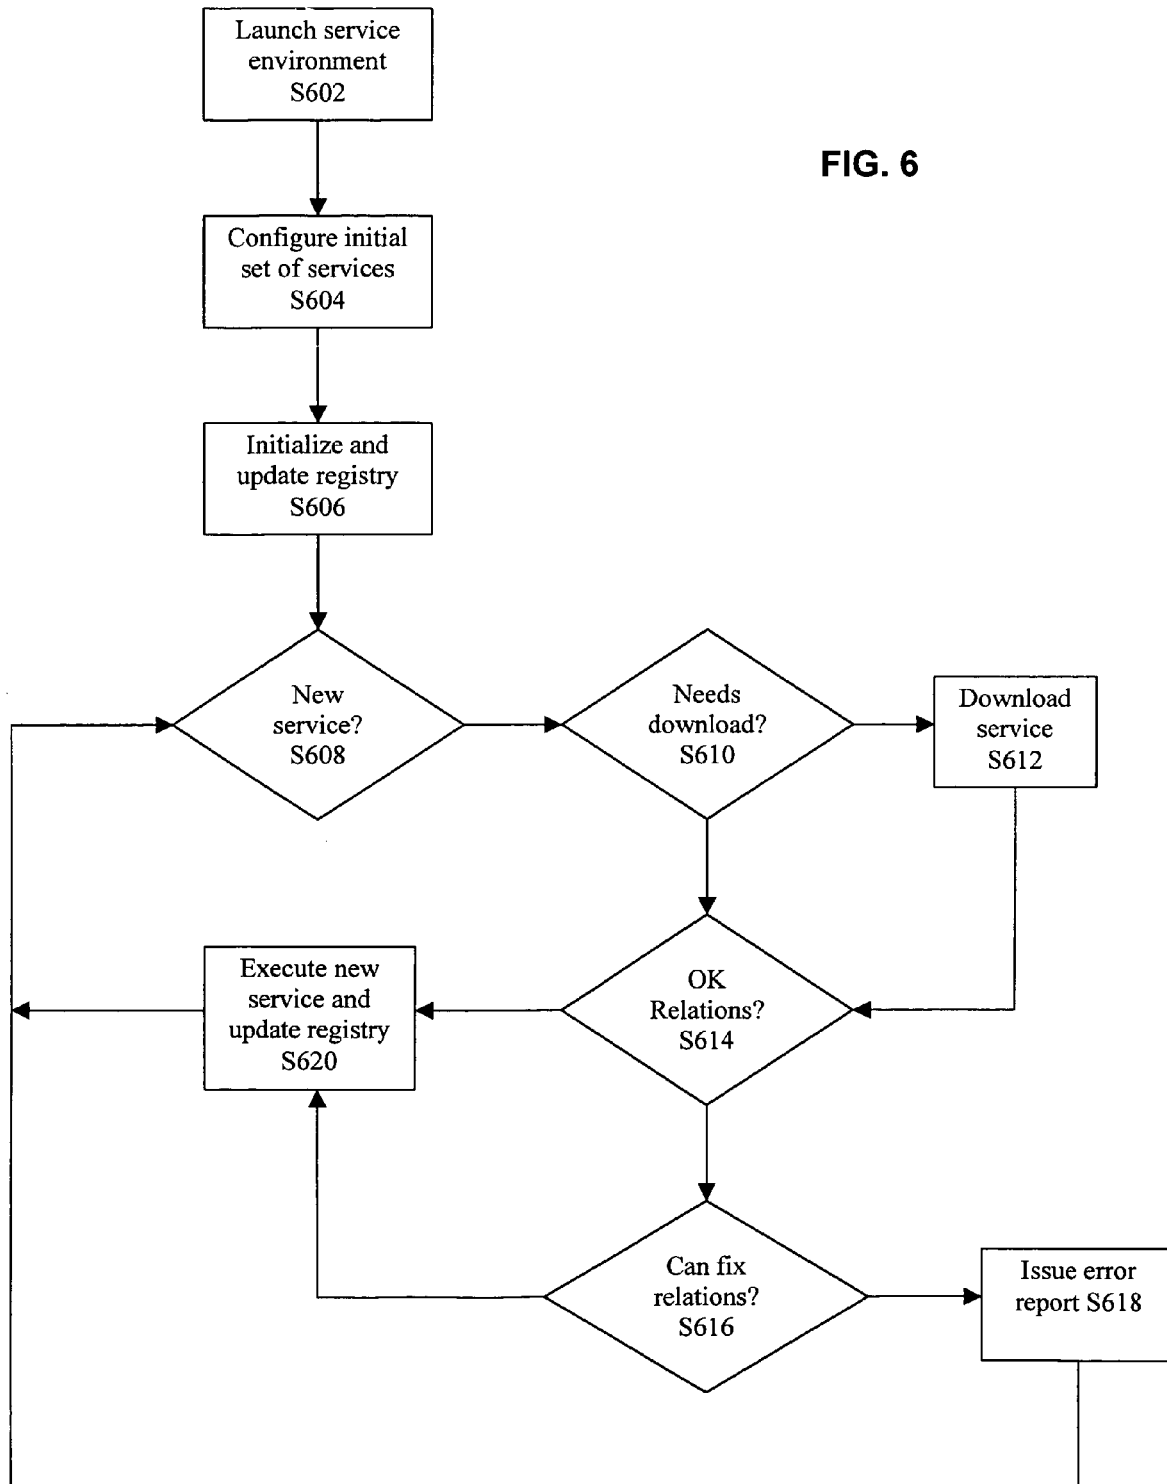 Launch service
environment
S602
FIG. 6
Configure initial
set of services
S604
Initialize and
update registry
S606
New
service?
S608
Needs
download?
S610
Download
service
S612
Execute new
service and
update registry
S620
OK
Relations?
S614
Can fix
relations?
S616
Issue error
report S618